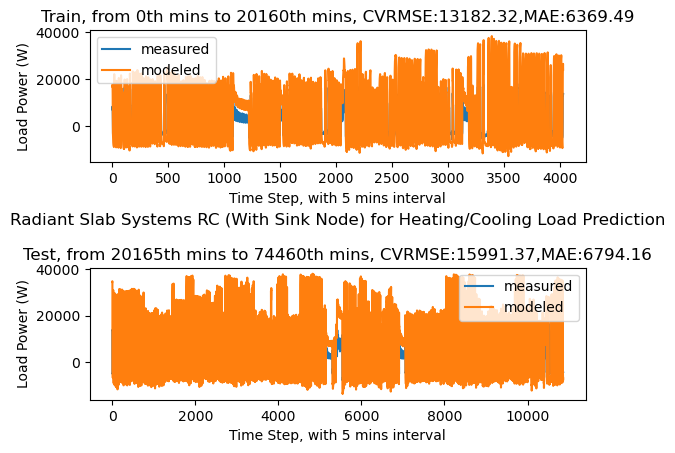 Train, from 0th mins to 20160th mins, CVRMSE:13182.32,MAE:6369.49
Load Power (W)
40000
20000
0
measured
modeled
0 500 1000 1500 2000 2500 3000 3500 4000
Time Step, with 5 mins interval
Radiant Slab Systems RC (With Sink Node) for Heating/Cooling Load Prediction
Test, from 20165th mins to 74460th mins, CVRMSE:15991.37,MAE:6794.16
Load Power (W)
40000
20000
0
measured
modeled
0 2000 4000 6000 8000 10000
Time Step, with 5 mins interval